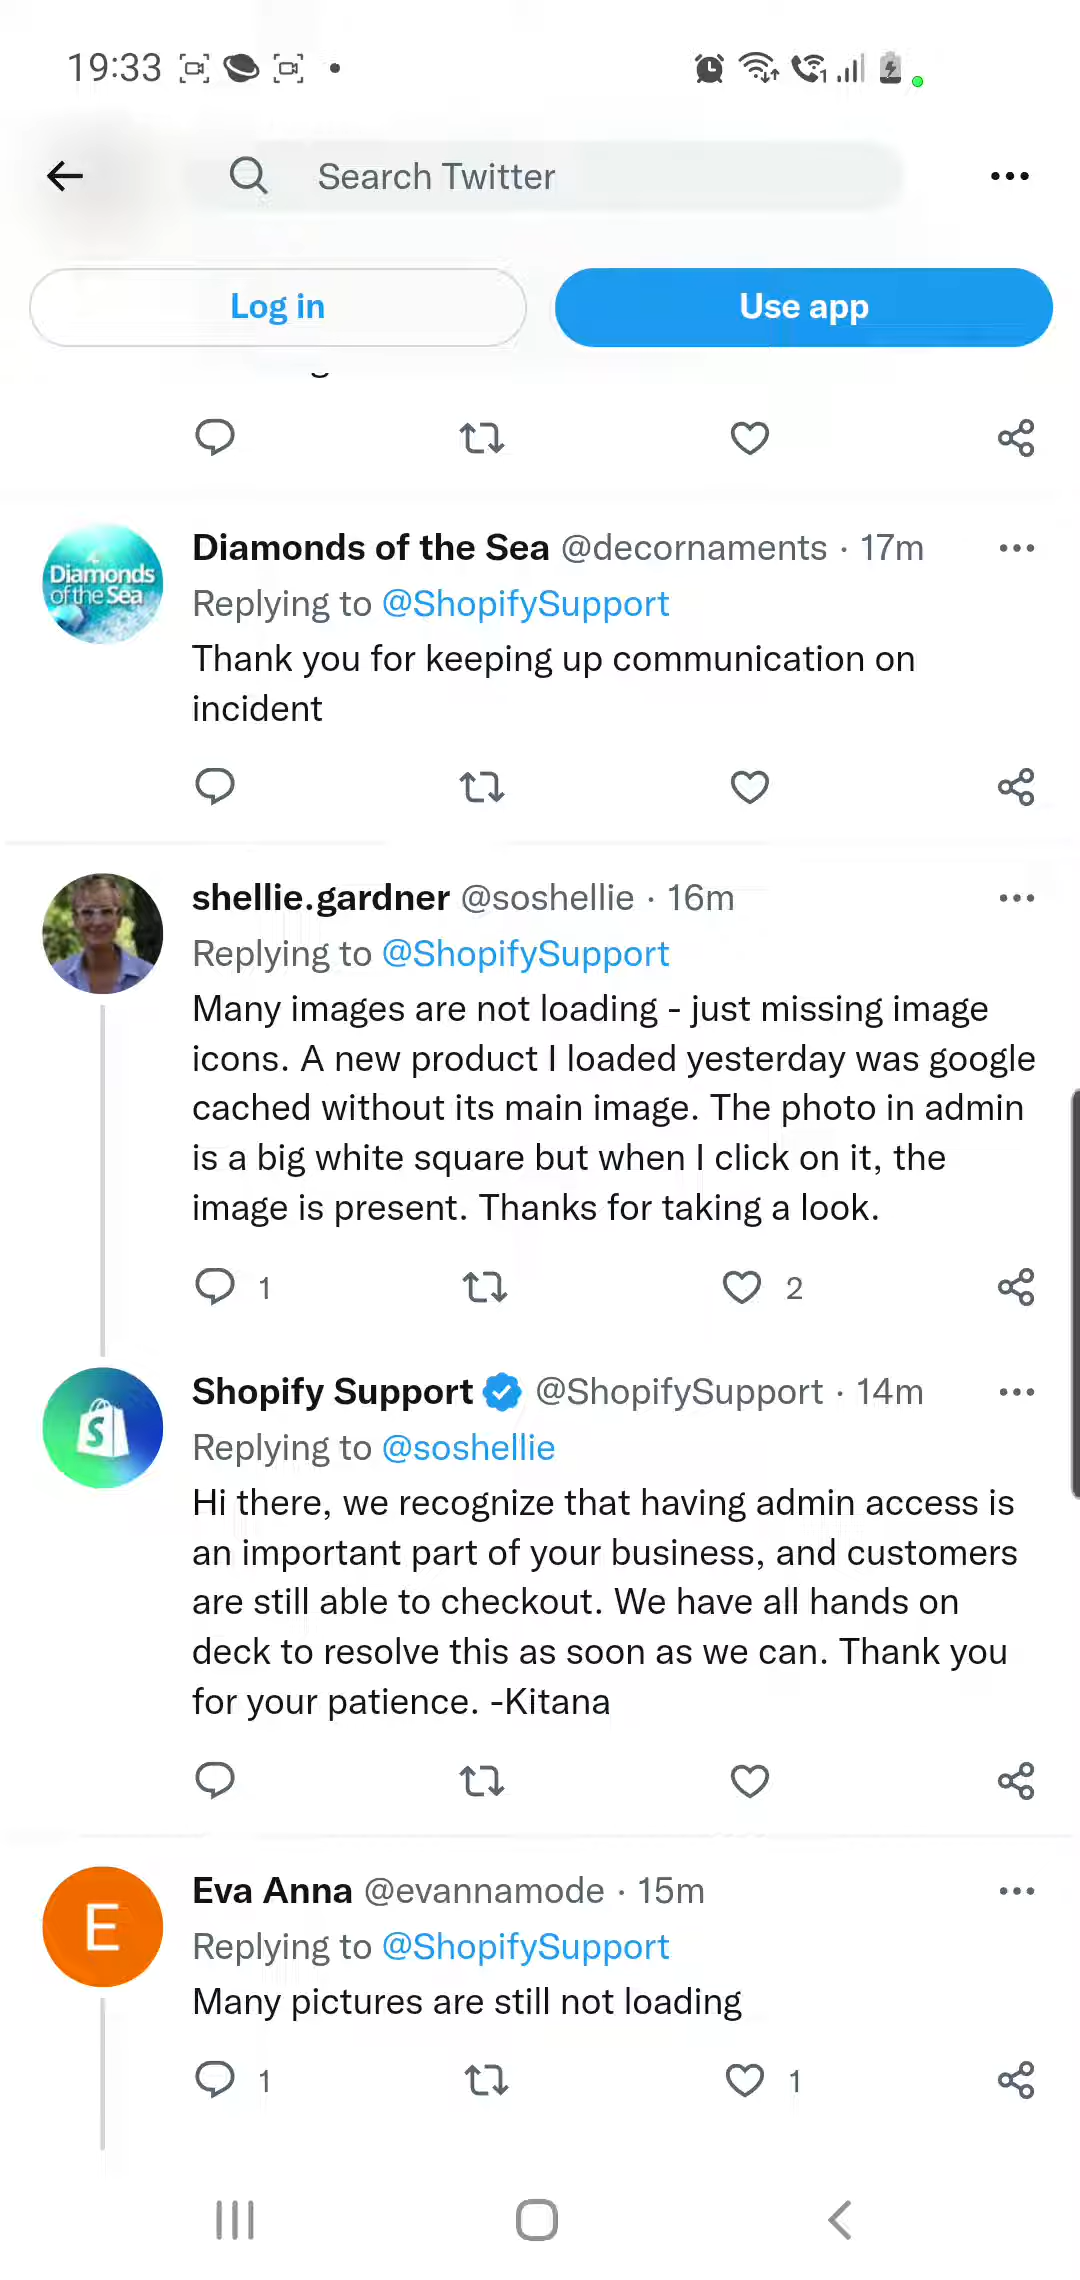 19:33
Search Twitter
Log in
Use app
Diamonds of the Sea @decornaments · 17m
Diamonds
of the Sea
Replying to @ShopifySupport
Thank you for keeping up communication on
incident
shellie.gardner @soshellie · 16m
Replying to @ShopifySupport
Many images are not loading - just missing image
icons. A new product I loaded yesterday was google
cached without its main image. The photo in admin
is a big white square but when I click on it, the
image is present. Thanks for taking a look.
1
2
Shopify Support @ShopifySupport · 14m
S
Replying to @soshellie
Hi there, we recognize that having admin access is
an important part of your business, and customers
are still able to checkout. We have all hands on
deck to resolve this as soon as we can. Thank you
for your patience. -Kitana
Eva Anna @evannamode · 15m
E
Replying to @ShopifySupport
Many pictures are still not loading
1
1